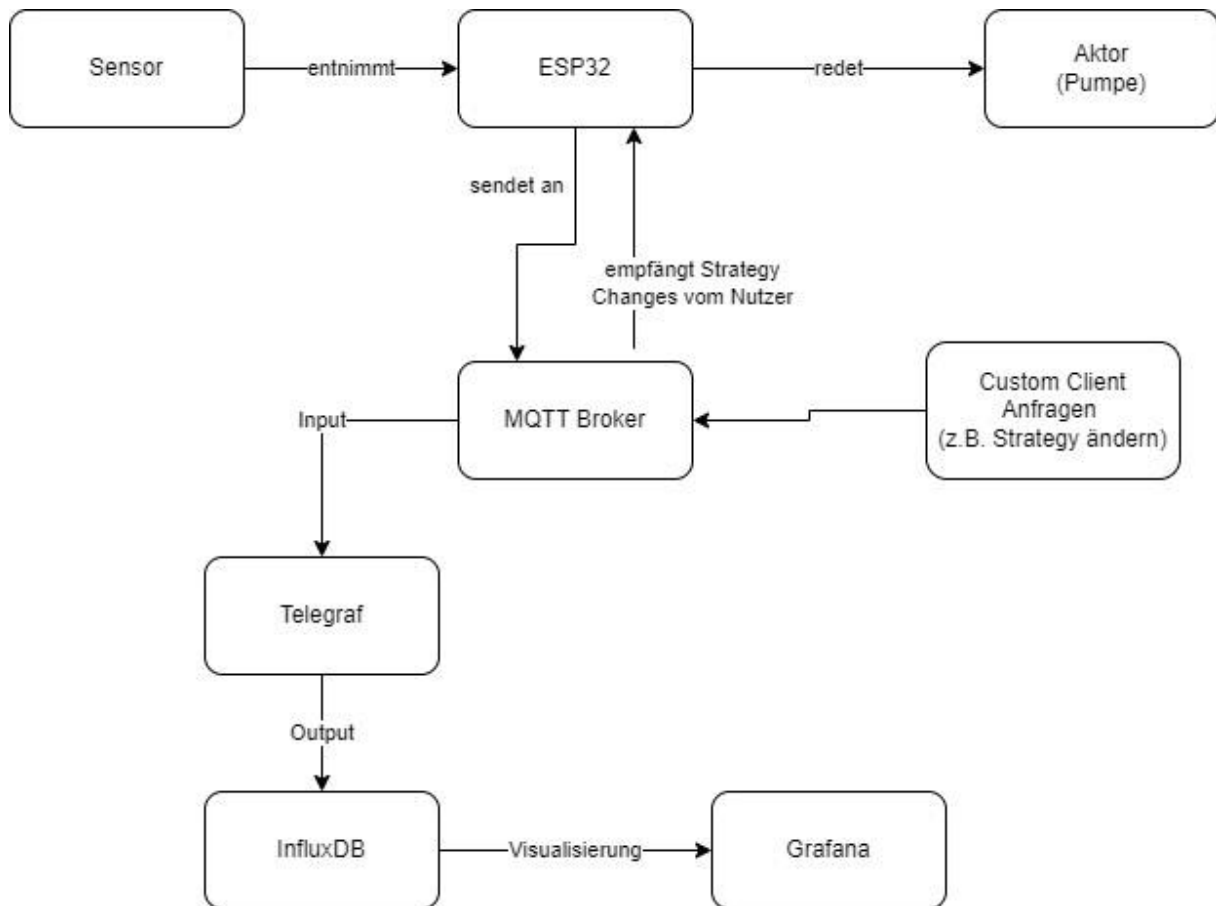 Sensor
entnimmt
ESP32
redet
Aktor
(Pumpe)
sendet an
empfängt Strategy
Changes vom Nutzer
Input
MQTT Broker
Custom Client
Anfragen
(z.B. Strategy ändern)
Telegraf
Output
InfluxDB
Visualisierung
Grafana